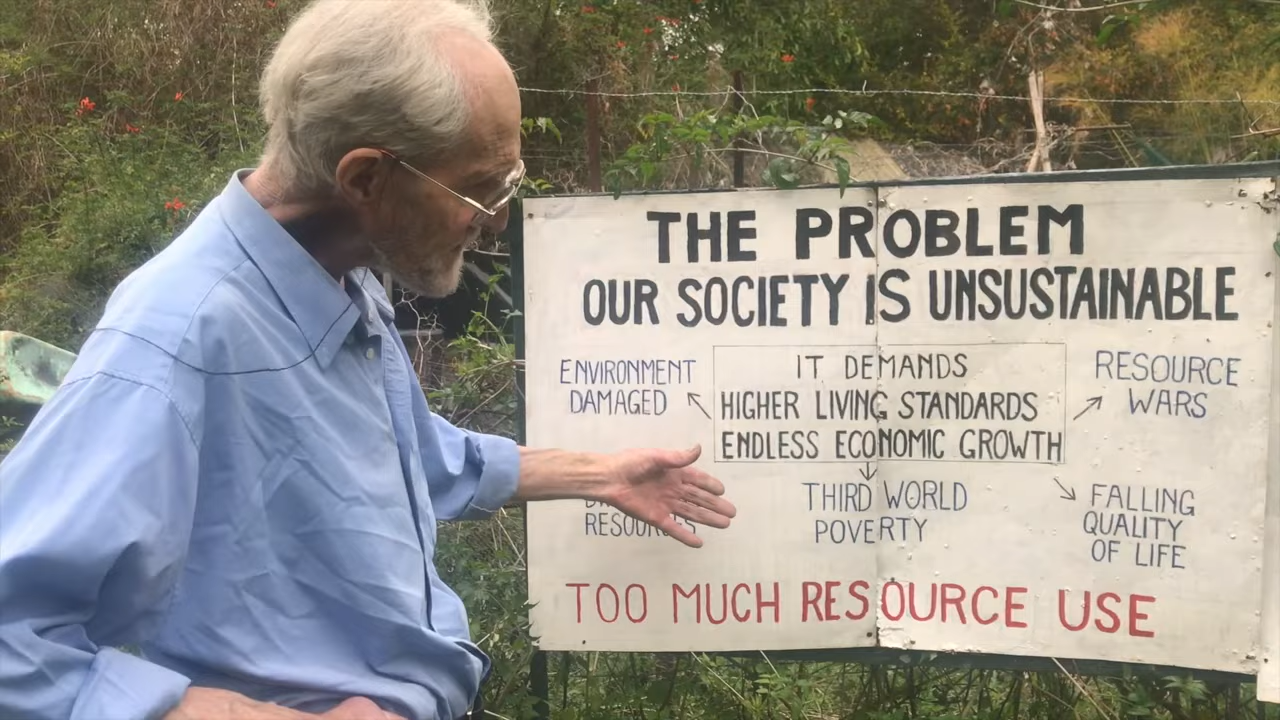 THE PROBLEM
OUR SOCIETY IS UNSUSTAINABLE
IT DEMANDS
HIGHER LIVING STANDARDS
ENDLESS ECONOMIC GROWTH
ENVIRONMENT
DAMAGED
RESOURCE
WARS
RESOURCES
THIRD WORLD
POVERTY
FALLING
QUALITY
OF LIFE
TOO MUCH RESOURCE USE